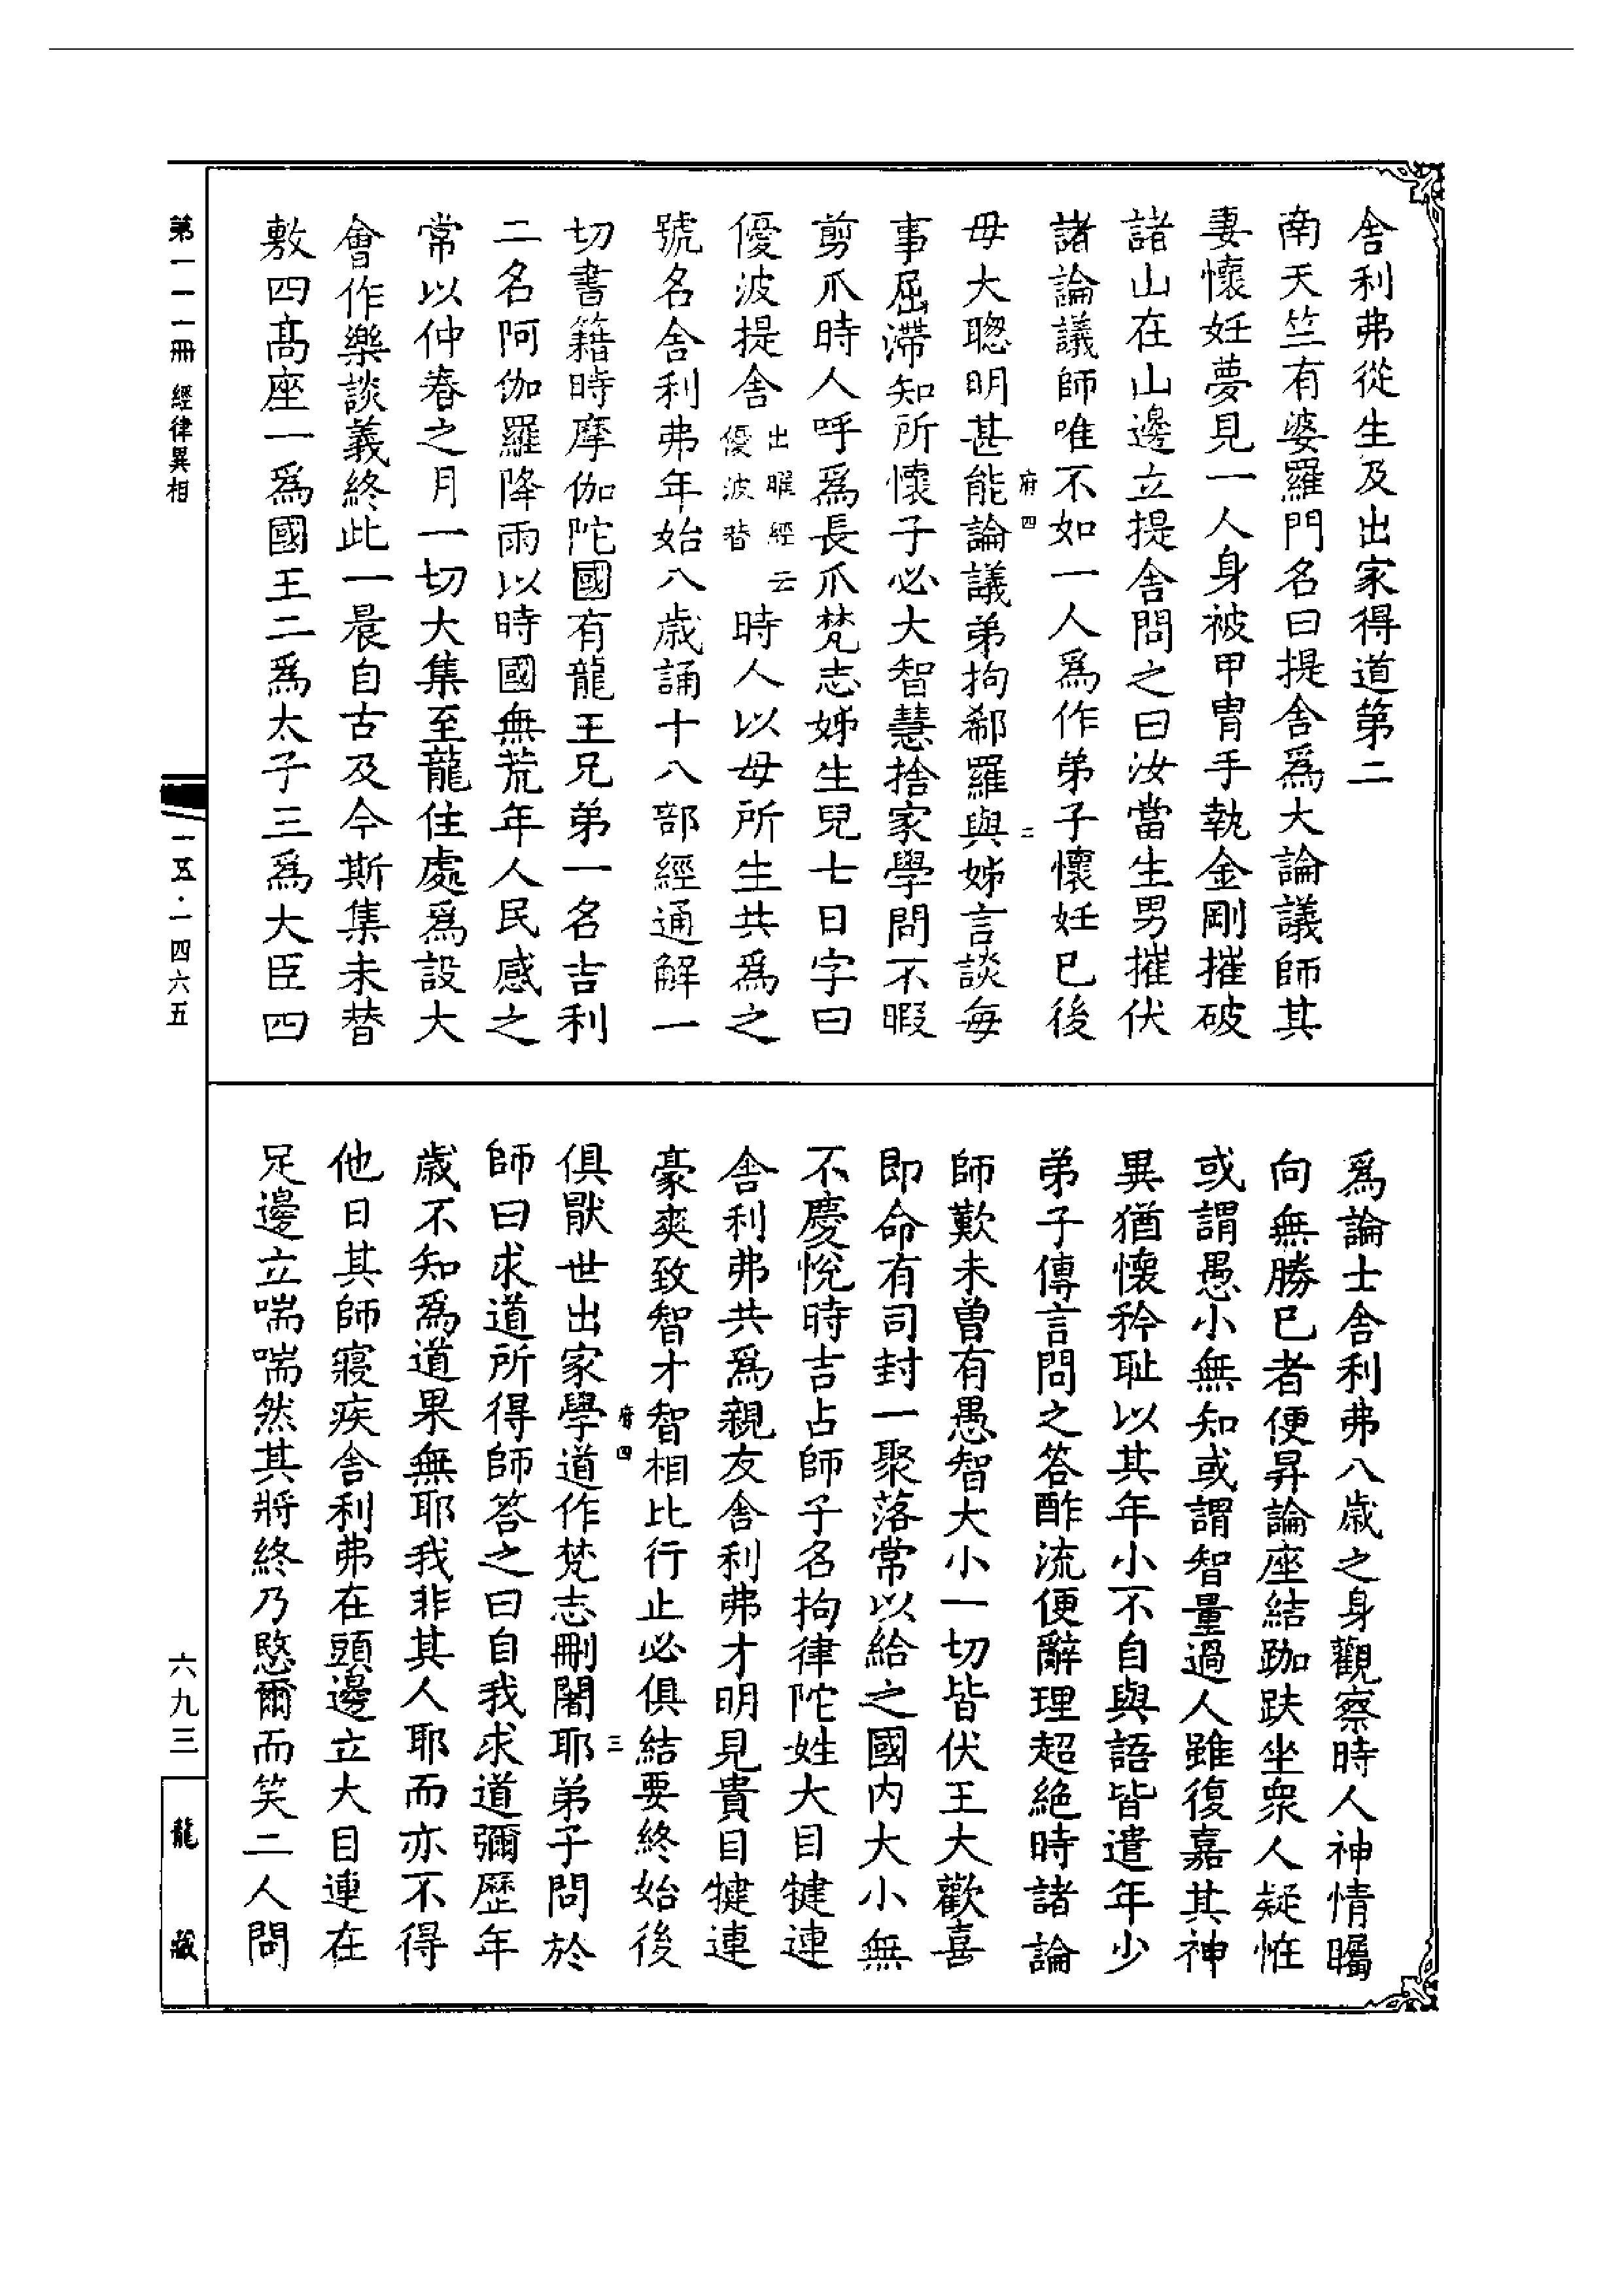 舍利弗從生及出家得道第二
南天竺有婆羅門名曰提舍爲大論議師其
妻懷妊夢見一人身被甲冑手執金剛摧破
諸山在山邊立提舍問之曰汝當生男摧伏
諸論議師唯不如一人爲作弟子懷妊已後
府四 二
母大聰明甚能論議弟拘郗羅與姊言談每
事屈滯知所懷子必大智慧捨家學問不暇
剪爪時人呼爲長爪梵志姊生兒七日字曰
優波提舍出曜經云優波替時人以母所生共爲之
號名舍利弗年始八歲誦十八部經通解一
切書籍時摩伽陀國有龍王兄弟一名吉利
二名阿伽羅降雨以時國無荒年人民感之
常以仲春之月一切大集至龍住處爲設大
會作樂談義終此一晨自古及今斯集未替
敷四高座一爲國王二爲太子三爲大臣四
爲論士舍利弗八歲之身觀察時人神情矚
向無勝已者便昇論座結跏趺坐衆人疑恠
或謂愚小無知或謂智量過人雖復嘉其神
異猶懷矜耻以其年小不自與語皆遣年少
弟子傳言問之答酢流便辭理超絶時諸論
師歎未曾有愚智大小一切皆伏王大歡喜
即命有司封一聚落常以給之國内大小無
不慶悅時吉占師子名拘律陀姓大目犍連
舍利弗共爲親友舍利弗才明見貴目犍連
豪爽致智才智相比行止必俱結要終始後
府四 三
俱猒世出家學道作梵志刪闍耶弟子問於
師曰求道所得師答之曰自我求道彌歷年
歲不知爲道果無耶我非其人耶而亦不得
他日其師寢疾舍利弗在頭邊立大目連在
足邊立喘喘然其將終乃愍爾而笑二人問
第一一一冊 經律異相
一五·一四六五
六九三
龍藏